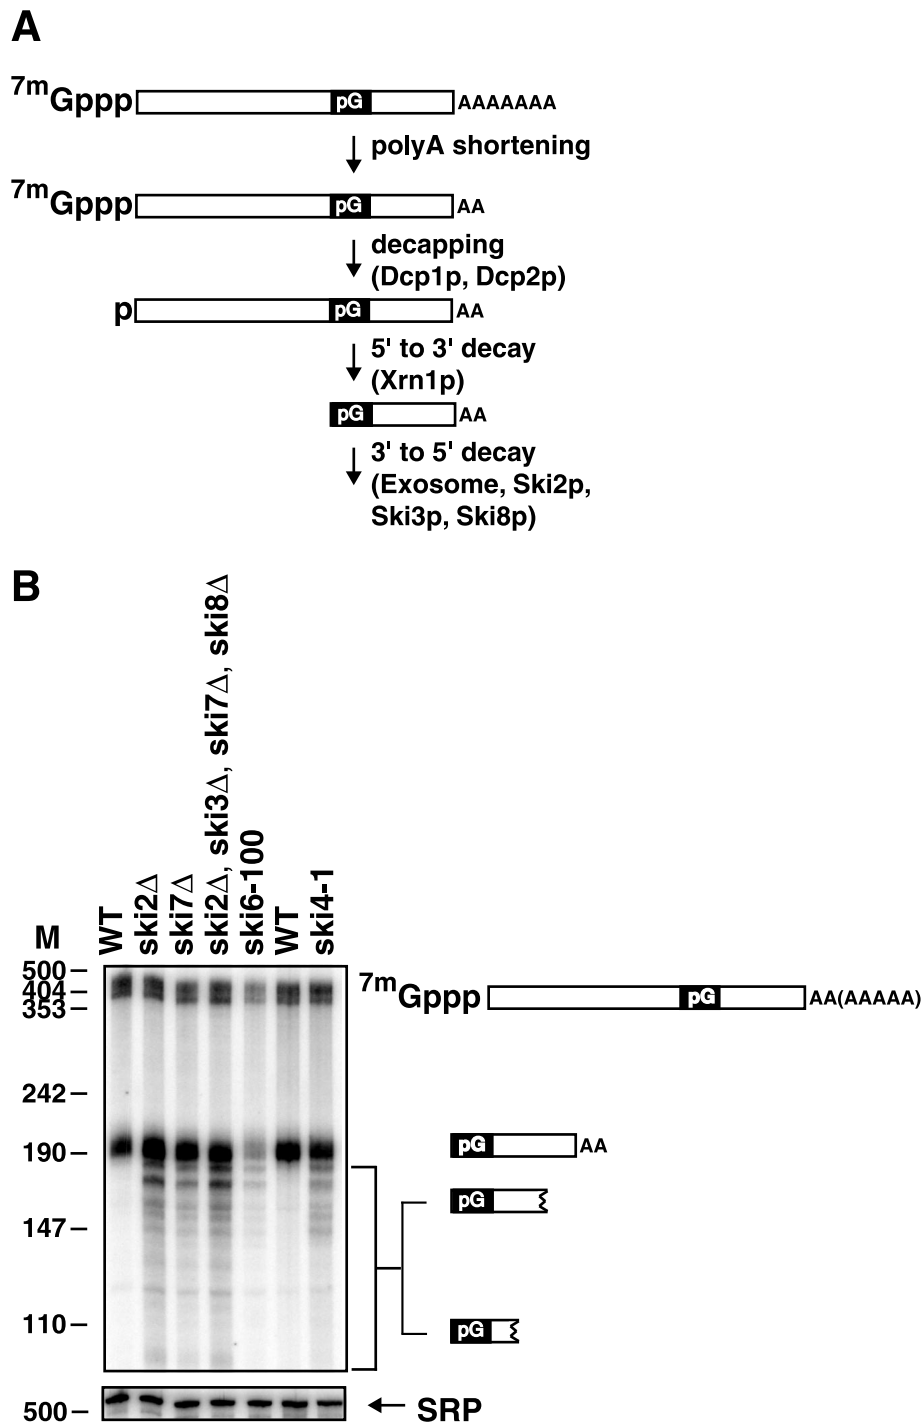 A
7mGppp pG AAAAAAA
polyA shortening
7mGppp pG AA
decapping
(Dcp1p, Dcp2p)
p pG AA
5' to 3' decay
(Xrn1p)
pG AA
3' to 5' decay
(Exosome, Ski2p,
Ski3p, Ski8p)
B
M WT ski2Δ ski7Δ ski2Δ, ski3Δ, ski7Δ, ski8Δ ski6-100 WT ski4-1
500
404
353
7mGppp pG AA(AAAAA)
242
190
pG AA
pG
147
110
pG
500
SRP